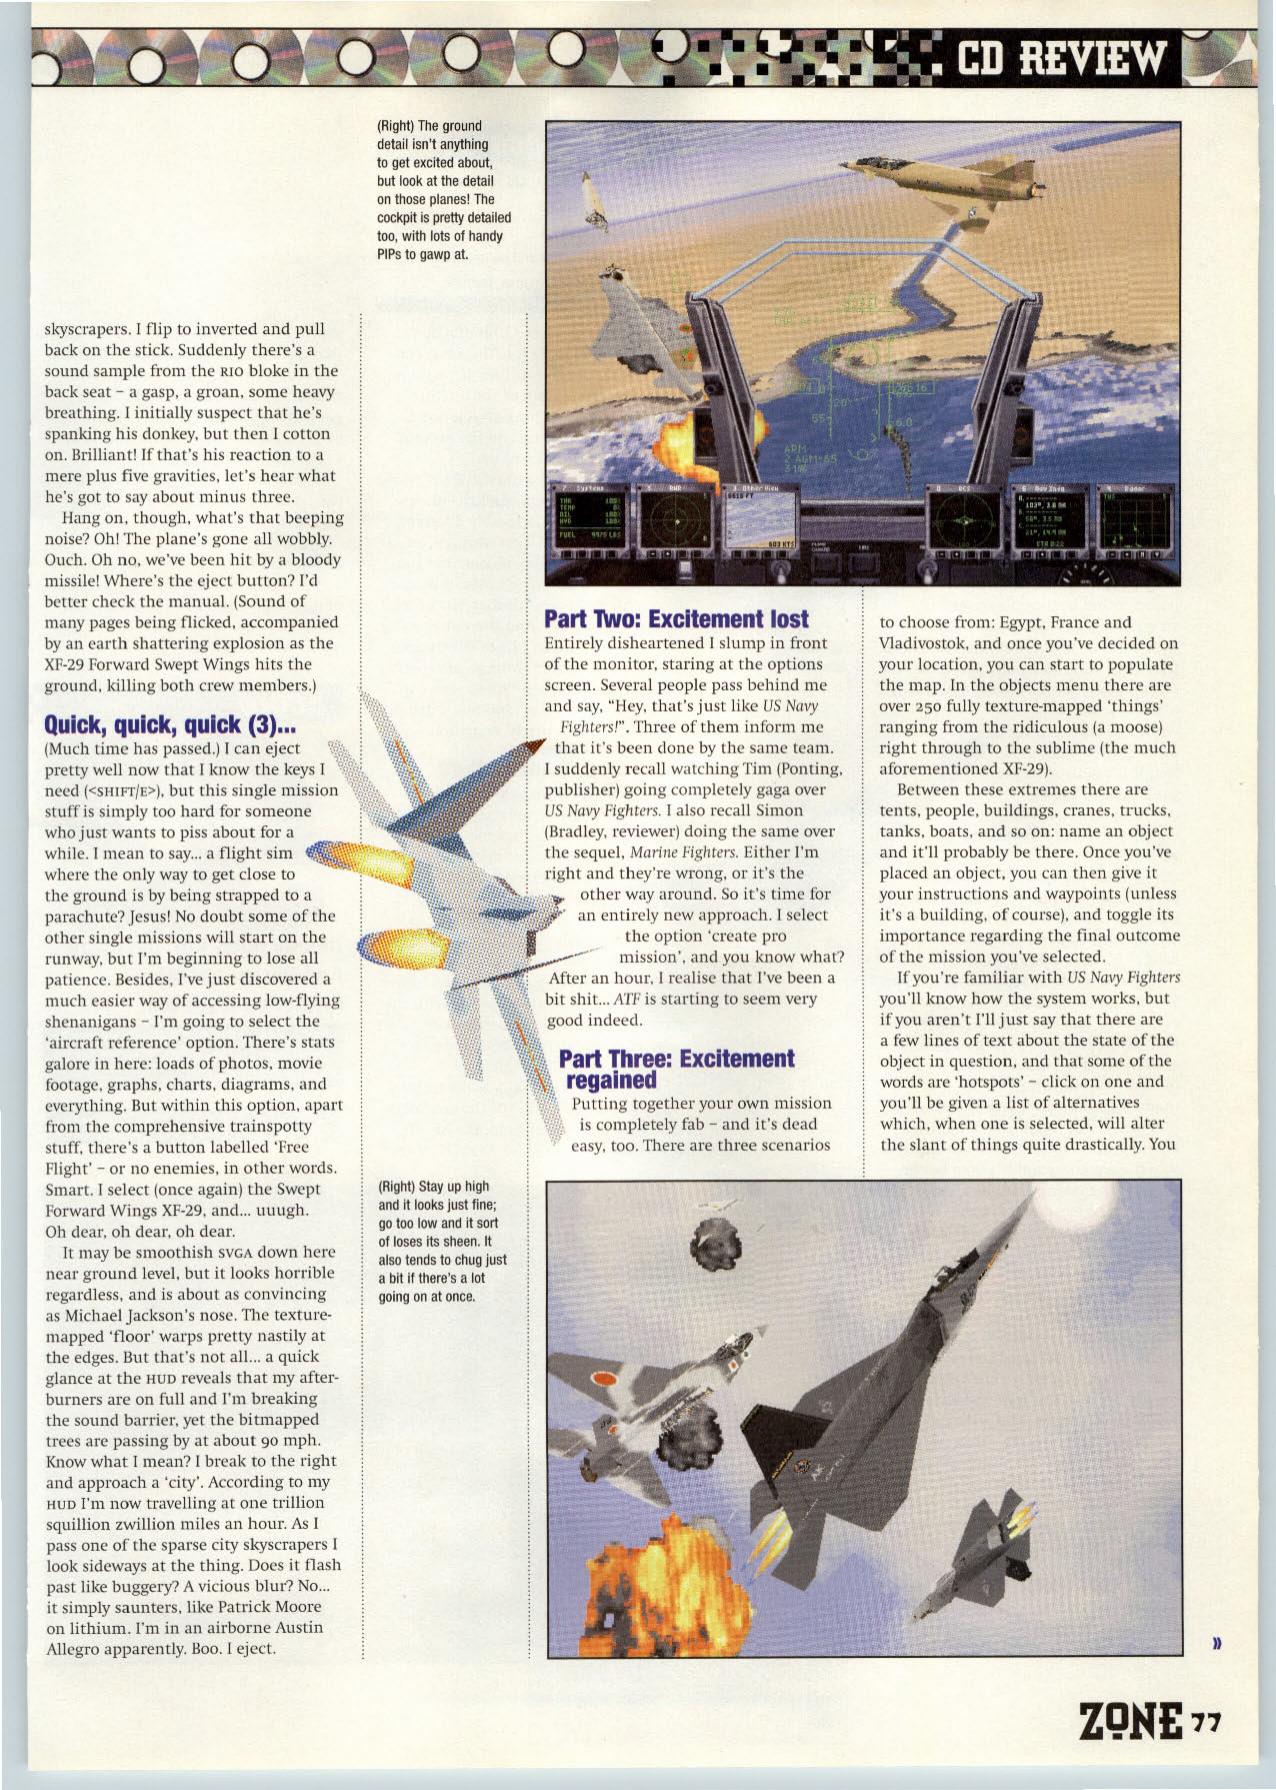 CD REVIEW
(Right) The ground
detail isn't anything
to get excited about,
but look at the detail
on those planes! The
cockpit is pretty detailed
too, with lots of handy
PIPs to gawp at.
skyscrapers. I flip to inverted and pull
back on the stick. Suddenly there's a
sound sample from the RIO bloke in the
back seat – a gasp, a groan, some heavy
breathing. I initially suspect that he's
spanking his donkey, but then I cotton
on. Brilliant! If that's his reaction to a
mere plus five gravities, let's hear what
he's got to say about minus three.
Hang on, though, what's that beeping
noise? Oh! The plane's gone all wobbly.
Ouch. Oh no, we've been hit by a bloody
missile! Where's the eject button? I'd
better check the manual. (Sound of
many pages being flicked, accompanied
by an earth shattering explosion as the
XF-29 Forward Swept Wings hits the
ground, killing both crew members.)
Quick, quick, quick (3)...
(Much time has passed.) I can eject
pretty well now that I know the keys I
need (<SHIFT/E>), but this single mission
stuff is simply too hard for someone
who just wants to piss about for a
while. I mean to say... a flight sim
where the only way to get close to
the ground is by being strapped to a
parachute? Jesus! No doubt some of the
other single missions will start on the
runway, but I'm beginning to lose all
patience. Besides, I've just discovered a
much easier way of accessing low-flying
shenanigans – I'm going to select the
'aircraft reference' option. There's stats
galore in here: loads of photos, movie
footage, graphs, charts, diagrams, and
everything. But within this option, apart
from the comprehensive trainspotty
stuff, there's a button labelled 'Free
Flight' – or no enemies, in other words.
Smart. I select (once again) the Swept
Forward Wings XF-29, and... uuugh.
Oh dear, oh dear, oh dear.
It may be smoothish SVGA down here
near ground level, but it looks horrible
regardless, and is about as convincing
as Michael Jackson's nose. The texture-
mapped 'floor' warps pretty nastily at
the edges. But that's not all... a quick
glance at the HUD reveals that my after-
burners are on full and I'm breaking
the sound barrier, yet the bitmapped
trees are passing by at about 90 mph.
Know what I mean? I break to the right
and approach a 'city'. According to my
HUD I'm now travelling at one trillion
squillion zwillion miles an hour. As I
pass one of the sparse city skyscrapers I
look sideways at the thing. Does it flash
past like buggery? A vicious blur? No...
it simply saunters, like Patrick Moore
on lithium. I'm in an airborne Austin
Allegro apparently. Boo. I eject.
ARM
2 AGM-65
Systems
FUEL
3 Other View
603 KTS
Nav Info
Radar
Part Two: Excitement lost
Entirely disheartened I slump in front
of the monitor, staring at the options
screen. Several people pass behind me
and say, "Hey, that's just like US Navy
Fighters!". Three of them inform me
that it's been done by the same team.
I suddenly recall watching Tim (Ponting,
publisher) going completely gaga over
US Navy Fighters. I also recall Simon
(Bradley, reviewer) doing the same over
the sequel, Marine Fighters. Either I'm
right and they're wrong, or it's the
other way around. So it's time for
an entirely new approach. I select
the option 'create pro
mission', and you know what?
After an hour, I realise that I've been a
bit shit... ATF is starting to seem very
good indeed.
Part Three: Excitement
regained
Putting together your own mission
is completely fab – and it's dead
easy, too. There are three scenarios
to choose from: Egypt, France and
Vladivostok, and once you've decided on
your location, you can start to populate
the map. In the objects menu there are
over 250 fully texture-mapped 'things'
ranging from the ridiculous (a moose)
right through to the sublime (the much
aforementioned XF-29).
Between these extremes there are
tents, people, buildings, cranes, trucks,
tanks, boats, and so on: name an object
and it'll probably be there. Once you've
placed an object, you can then give it
your instructions and waypoints (unless
it's a building, of course), and toggle its
importance regarding the final outcome
of the mission you've selected.
If you're familiar with US Navy Fighters
you'll know how the system works, but
if you aren't I'll just say that there are
a few lines of text about the state of the
object in question, and that some of the
words are 'hotspots' – click on one and
you'll be given a list of alternatives
which, when one is selected, will alter
the slant of things quite drastically. You
(Right) Stay up high
and it looks just fine;
go too low and it sort
of loses its sheen. It
also tends to chug just
a bit if there's a lot
going on at once.
AK
»
ZONE 77